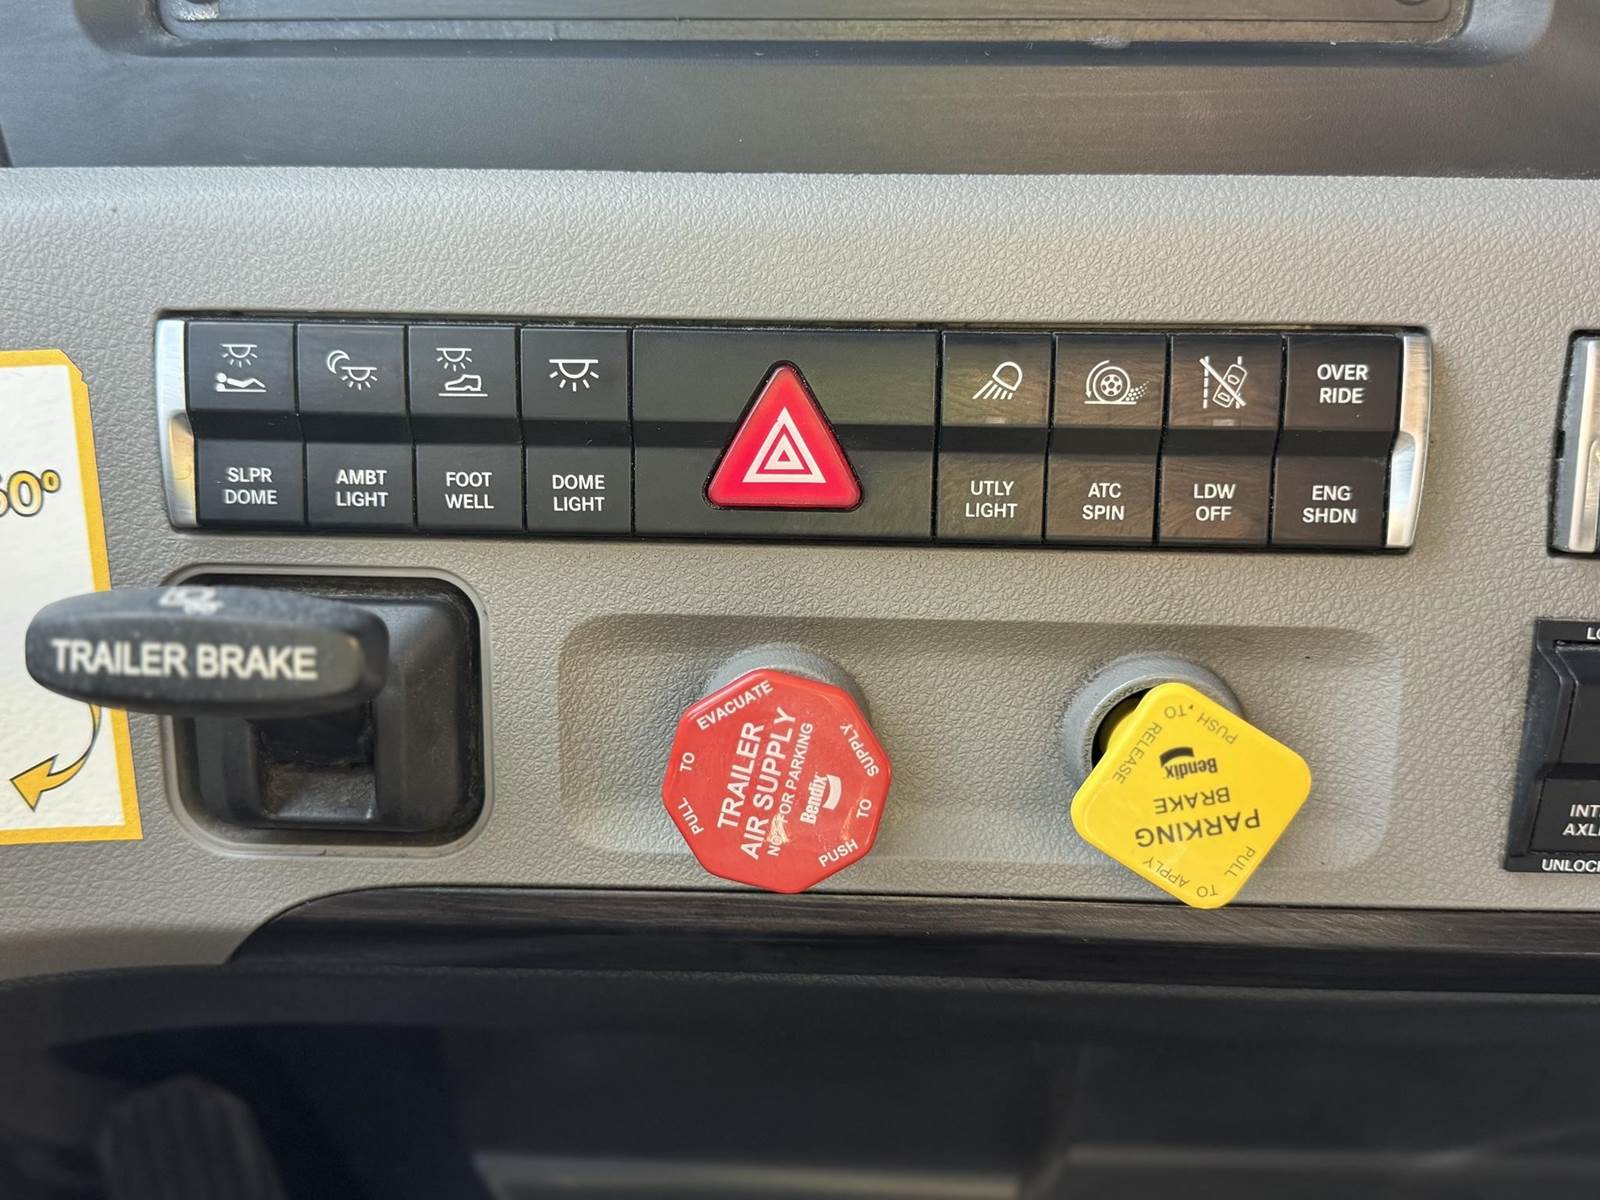 OVER
RIDE
SLPR
DOME
AMBT
LIGHT
FOOT
WELL
DOME
LIGHT
UTLY
LIGHT
ATC
SPIN
LDW
OFF
ENG
SHDN
TRAILER BRAKE
PULL TO EVACUATE
TRAILER
AIR SUPPLY
FOR PARKING
Bendix
PUSH TO SUPPLY
PUSH TO RELEASE
Bendix
BRAKE
PARKING
PULL TO APPLY